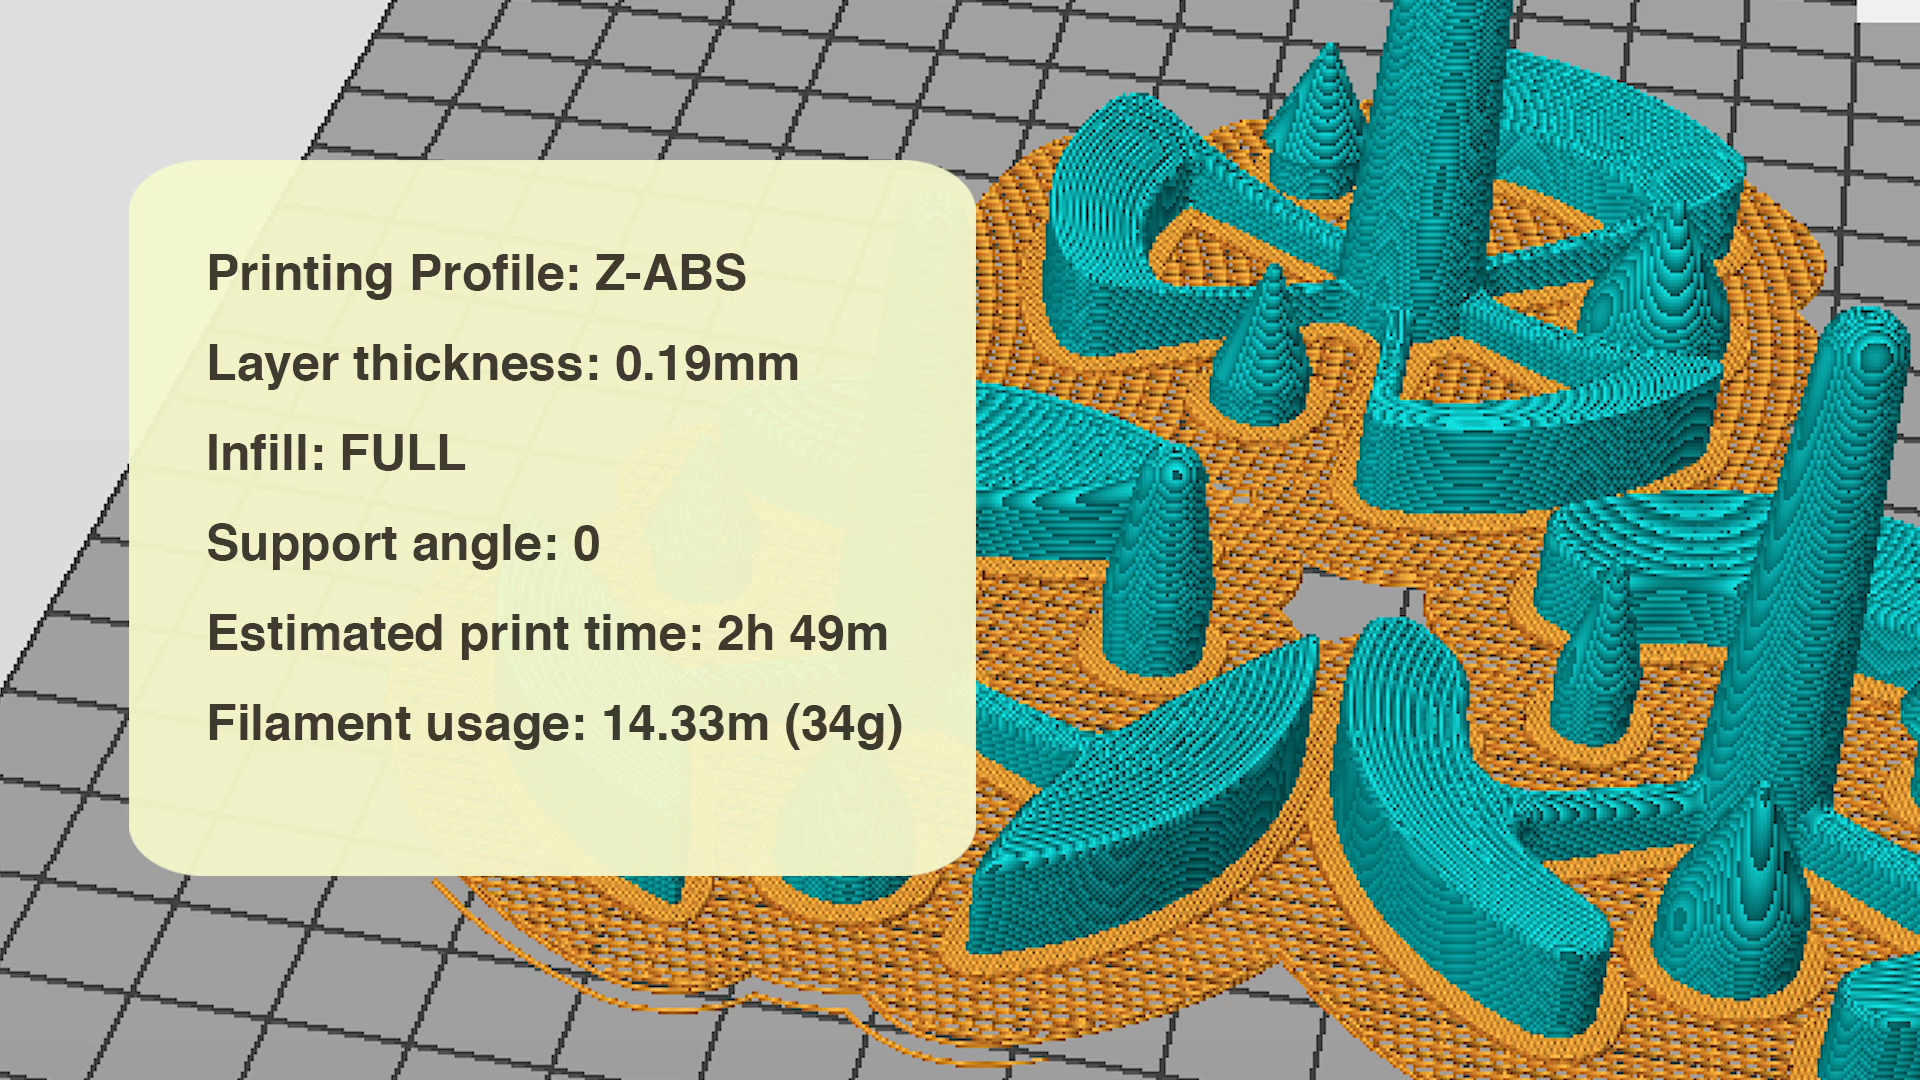 Printing Profile: Z-ABS
Layer thickness: 0.19mm
Infill: FULL
Support angle: 0
Estimated print time: 2h 49m
Filament usage: 14.33m (34g)